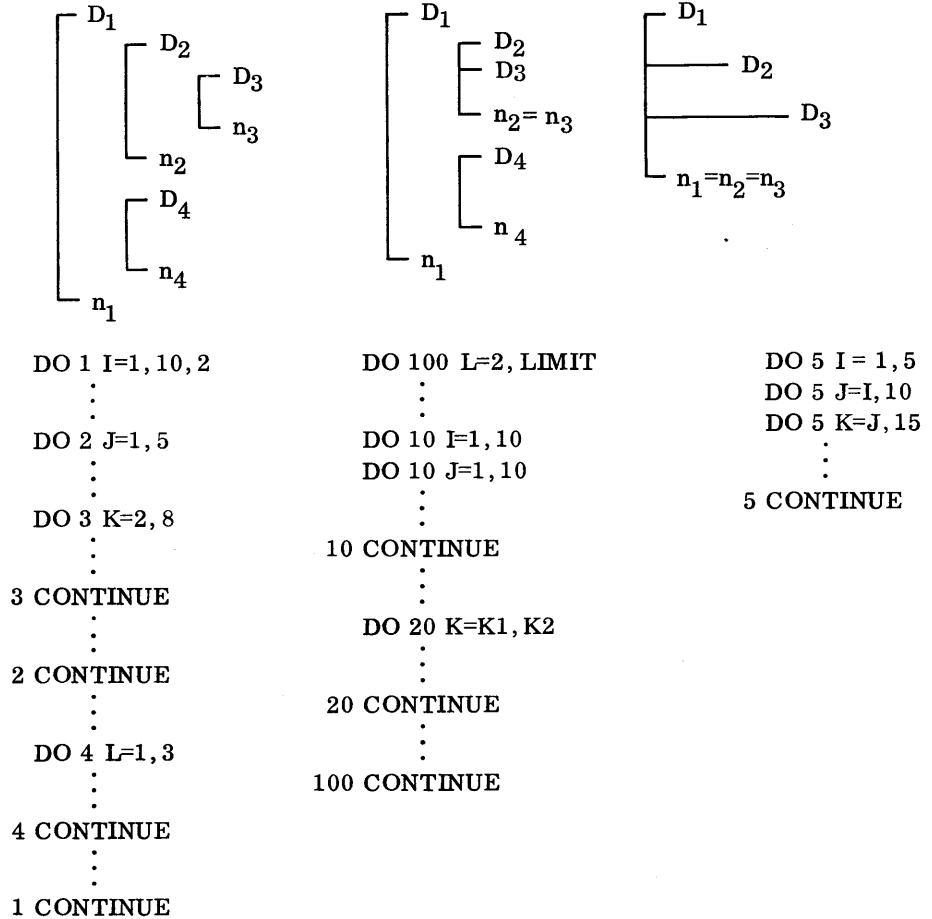 D₁
D₂
D₃
n₃
n₂
D₄
n₄
n₁
D₁
D₂
D₃
n₂= n₃
D₄
n ₄
n₁
D₁
D₂
D₃
n₁=n₂=n₃
DO 1 I=1, 10, 2
DO 2 J=1, 5
DO 3 K=2, 8
3 CONTINUE
2 CONTINUE
DO 4 L=1, 3
4 CONTINUE
1 CONTINUE
DO 100 L=2, LIMIT
DO 10 I=1, 10
DO 10 J=1, 10
10 CONTINUE
DO 20 K=K1, K2
20 CONTINUE
100 CONTINUE
DO 5 I = 1, 5
DO 5 J=I, 10
DO 5 K=J, 15
5 CONTINUE